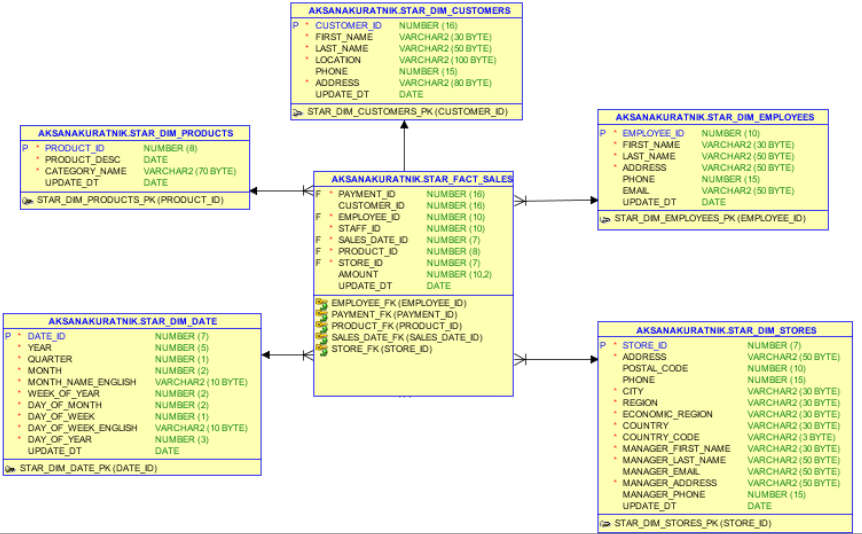 AKSANAKURATNIK.STAR_DIM_CUSTOMERS
P * CUSTOMER_ID NUMBER (16)
* FIRST_NAME VARCHAR2 (30 BYTE)
* LAST_NAME VARCHAR2 (50 BYTE)
* LOCATION VARCHAR2 (100 BYTE)
PHONE NUMBER (15)
* ADDRESS VARCHAR2 (80 BYTE)
UPDATE_DT DATE
STAR_DIM_CUSTOMERS_PK (CUSTOMER_ID)
AKSANAKURATNIK.STAR_DIM_PRODUCTS
P * PRODUCT_ID NUMBER (8)
* PRODUCT_DESC DATE
* CATEGORY_NAME VARCHAR2 (70 BYTE)
UPDATE_DT DATE
STAR_DIM_PRODUCTS_PK (PRODUCT_ID)
AKSANAKURATNIK.STAR_DIM_EMPLOYEES
P * EMPLOYEE_ID NUMBER (10)
* FIRST_NAME VARCHAR2 (30 BYTE)
* LAST_NAME VARCHAR2 (50 BYTE)
* ADDRESS VARCHAR2 (50 BYTE)
PHONE NUMBER (15)
EMAIL VARCHAR2 (50 BYTE)
UPDATE_DT DATE
STAR_DIM_EMPLOYEES_PK (EMPLOYEE_ID)
AKSANAKURATNIK.STAR_FACT_SALES
F * PAYMENT_ID NUMBER (16)
CUSTOMER_ID NUMBER (16)
F * EMPLOYEE_ID NUMBER (10)
* STAFF_ID NUMBER (10)
F * SALES_DATE_ID NUMBER (7)
F * PRODUCT_ID NUMBER (8)
F * STORE_ID NUMBER (7)
AMOUNT NUMBER (10,2)
UPDATE_DT DATE
EMPLOYEE_FK (EMPLOYEE_ID)
PAYMENT_FK (PAYMENT_ID)
PRODUCT_FK (PRODUCT_ID)
SALES_DATE_FK (SALES_DATE_ID)
STORE_FK (STORE_ID)
AKSANAKURATNIK.STAR_DIM_DATE
P * DATE_ID NUMBER (7)
* YEAR NUMBER (5)
* QUARTER NUMBER (1)
* MONTH NUMBER (2)
* MONTH_NAME_ENGLISH VARCHAR2 (10 BYTE)
* WEEK_OF_YEAR NUMBER (2)
* DAY_OF_MONTH NUMBER (2)
* DAY_OF_WEEK NUMBER (1)
* DAY_OF_WEEK_ENGLISH VARCHAR2 (10 BYTE)
* DAY_OF_YEAR NUMBER (3)
UPDATE_DT DATE
STAR_DIM_DATE_PK (DATE_ID)
AKSANAKURATNIK.STAR_DIM_STORES
P * STORE_ID NUMBER (7)
* ADDRESS VARCHAR2 (50 BYTE)
POSTAL_CODE NUMBER (10)
PHONE NUMBER (15)
* CITY VARCHAR2 (30 BYTE)
* REGION VARCHAR2 (30 BYTE)
* ECONOMIC_REGION VARCHAR2 (30 BYTE)
* COUNTRY VARCHAR2 (30 BYTE)
* COUNTRY_CODE VARCHAR2 (3 BYTE)
* MANAGER_FIRST_NAME VARCHAR2 (30 BYTE)
* MANAGER_LAST_NAME VARCHAR2 (50 BYTE)
MANAGER_EMAIL VARCHAR2 (50 BYTE)
* MANAGER_ADDRESS VARCHAR2 (50 BYTE)
MANAGER_PHONE NUMBER (15)
UPDATE_DT DATE
STAR_DIM_STORES_PK (STORE_ID)